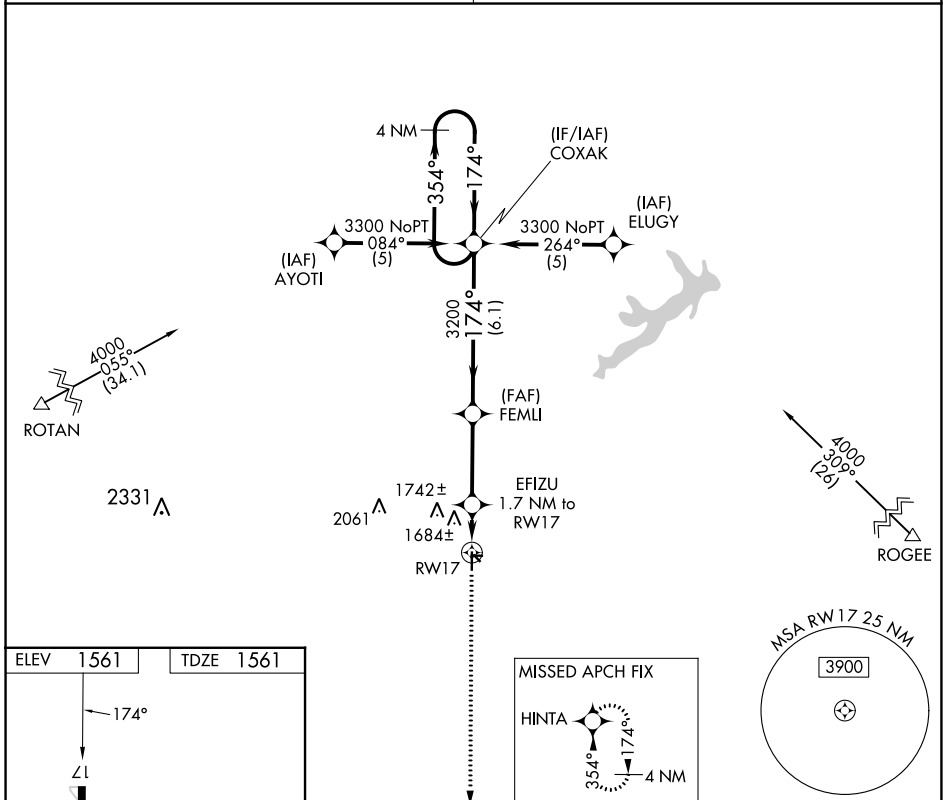 4 NM
354°
174°
(IF/IAF)
COXAK
(IAF)
ELUGY
3300 NoPT
084°
(5)
3300 NoPT
264°
(5)
(IAF)
AYOTI
3200
174°
(6.1)
4000
055°
(34.1)
ROTAN
(FAF)
FEMLI
4000
309°
(26)
ROGEE
2331
2061
1742±
1684±
EFIZU
1.7 NM to
RW17
RW17
MSA RW17 25 NM
3900
ELEV 1561
TDZE 1561
174°
17
MISSED APCH FIX
HINTA
354°
174°
4 NM